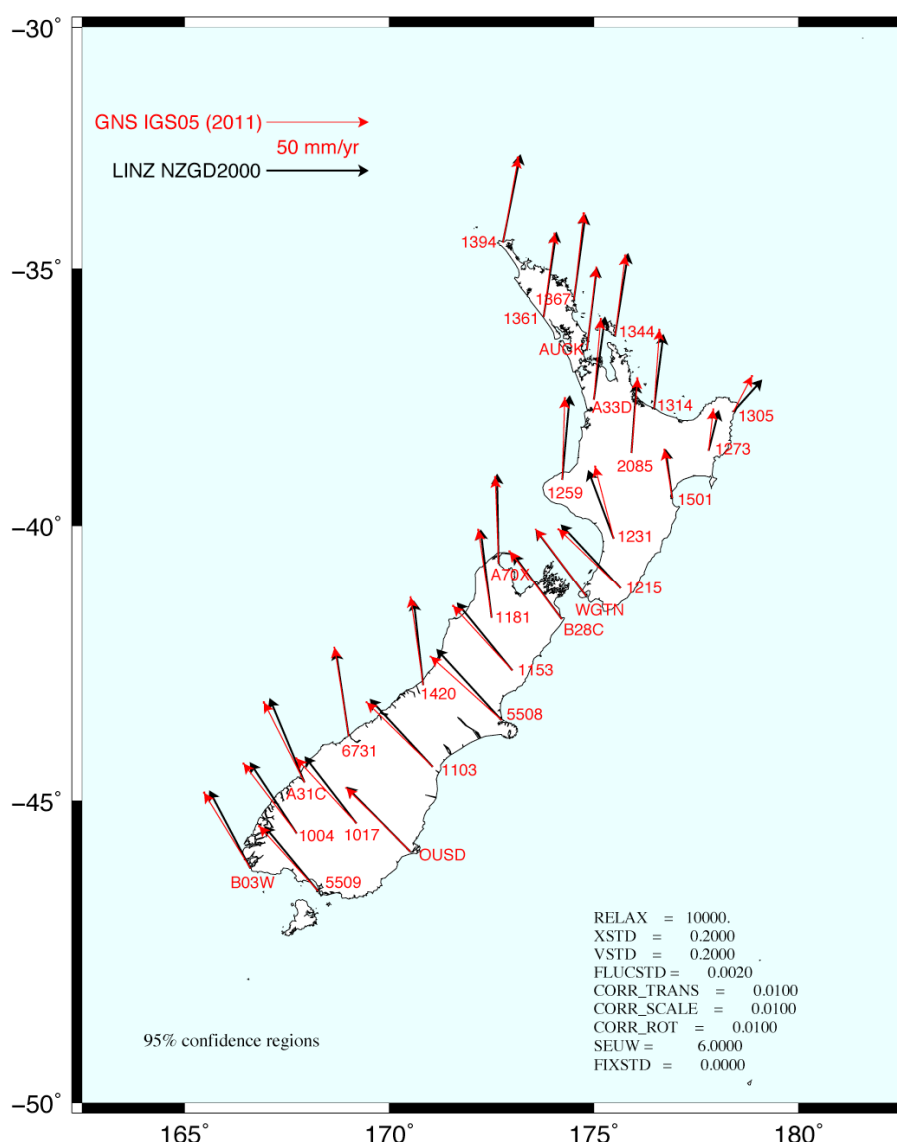 −30°
GNS IGS05 (2011)
50 mm/yr
LINZ NZGD2000
1394
−35°
1367
1361
1344
AUCK
A33D
1314
1305
1273
2085
1259
1501
−40°
1231
A70X
1215
WGTN
1181
B28C
1153
1420
5508
6731
1103
−45°
A31C
1004
1017
OUSD
B03W
5509
RELAX = 10000.
XSTD = 0.2000
VSTD = 0.2000
FLUCSTD = 0.0020
CORR_TRANS = 0.0100
CORR_SCALE = 0.0100
CORR_ROT = 0.0100
SEUW = 6.0000
FIXSTD = 0.0000
95% confidence regions
−50°
165° 170° 175° 180°